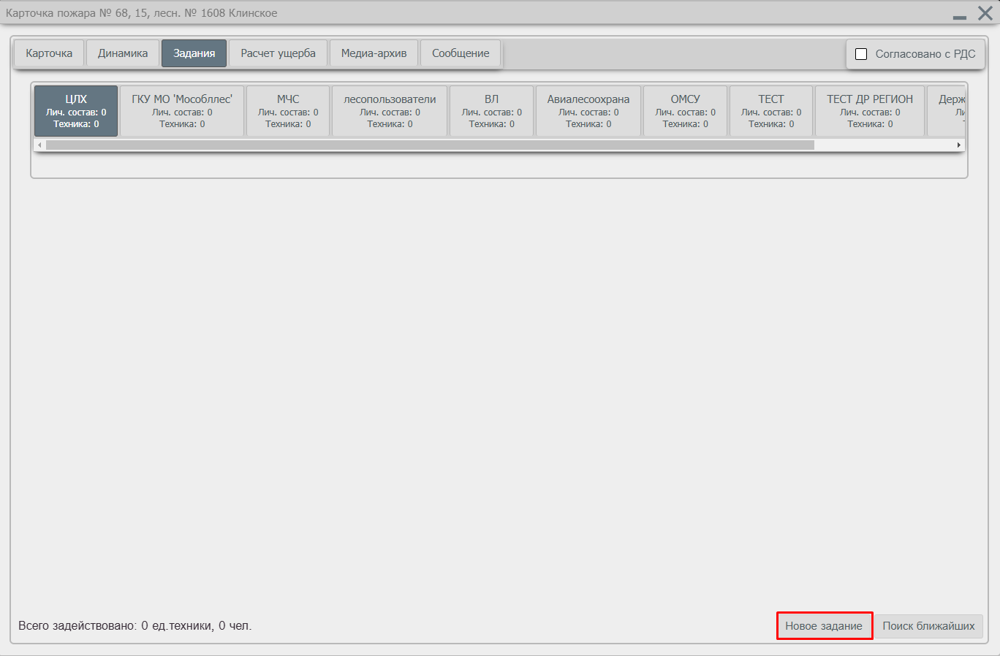 Карточка пожара № 68, 15, лесн. № 1608 Клинское
Карточка Динамика Задания Расчет ущерба Медиа-архив Сообщение Согласовано с РДС
ЦЛХ
Лич. состав: 0
Техника: 0
ГКУ МО 'Мособллес'
Лич. состав: 0
Техника: 0
МЧС
Лич. состав: 0
Техника: 0
лесопользователи
Лич. состав: 0
Техника: 0
ВЛ
Лич. состав: 0
Техника: 0
Авиалесоохрана
Лич. состав: 0
Техника: 0
ОМСУ
Лич. состав: 0
Техника: 0
ТЕСТ
Лич. состав: 0
Техника: 0
ТЕСТ ДР РЕГИОН
Лич. состав: 0
Техника: 0
Держ
Всего задействовано: 0 ед.техники, 0 чел.
Новое задание Поиск ближайших